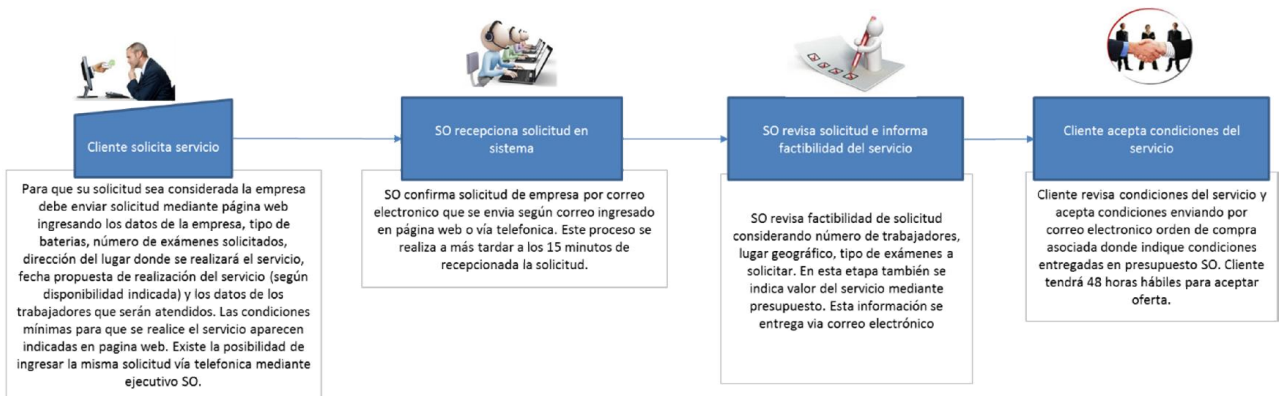 Cliente solicita servicio
Para que su solicitud sea considerada la empresa
debe enviar solicitud mediante página web
ingresando los datos de la empresa, tipo de
baterias, número de exámenes solicitados,
dirección del lugar donde se realizará el servicio,
fecha propuesta de realización del servicio (según
disponibilidad indicada) y los datos de los
trabajadores que serán atendidos. Las condiciones
mínimas para que se realice el servicio aparecen
indicadas en pagina web. Existe la posibilidad de
ingresar la misma solicitud vía telefonica mediante
ejecutivo SO.
SO recepciona solicitud en
sistema
SO confirma solicitud de empresa por correo
electronico que se envia según correo ingresado
en página web o vía telefonica. Este proceso se
realiza a más tardar a los 15 minutos de
recepcionada la solicitud.
SO revisa solicitud e informa
factibilidad del servicio
SO revisa factibilidad de solicitud
considerando número de trabajadores,
lugar geográfico, tipo de exámenes a
solicitar. En esta etapa también se
indica valor del servicio mediante
presupuesto. Esta información se
entrega via correo electrónico
Cliente acepta condiciones del
servicio
Cliente revisa condiciones del servicio y
acepta condiciones enviando por
correo electronico orden de compra
asociada donde indique condiciones
entregadas en presupuesto SO. Cliente
tendrá 48 horas hábiles para aceptar
oferta.